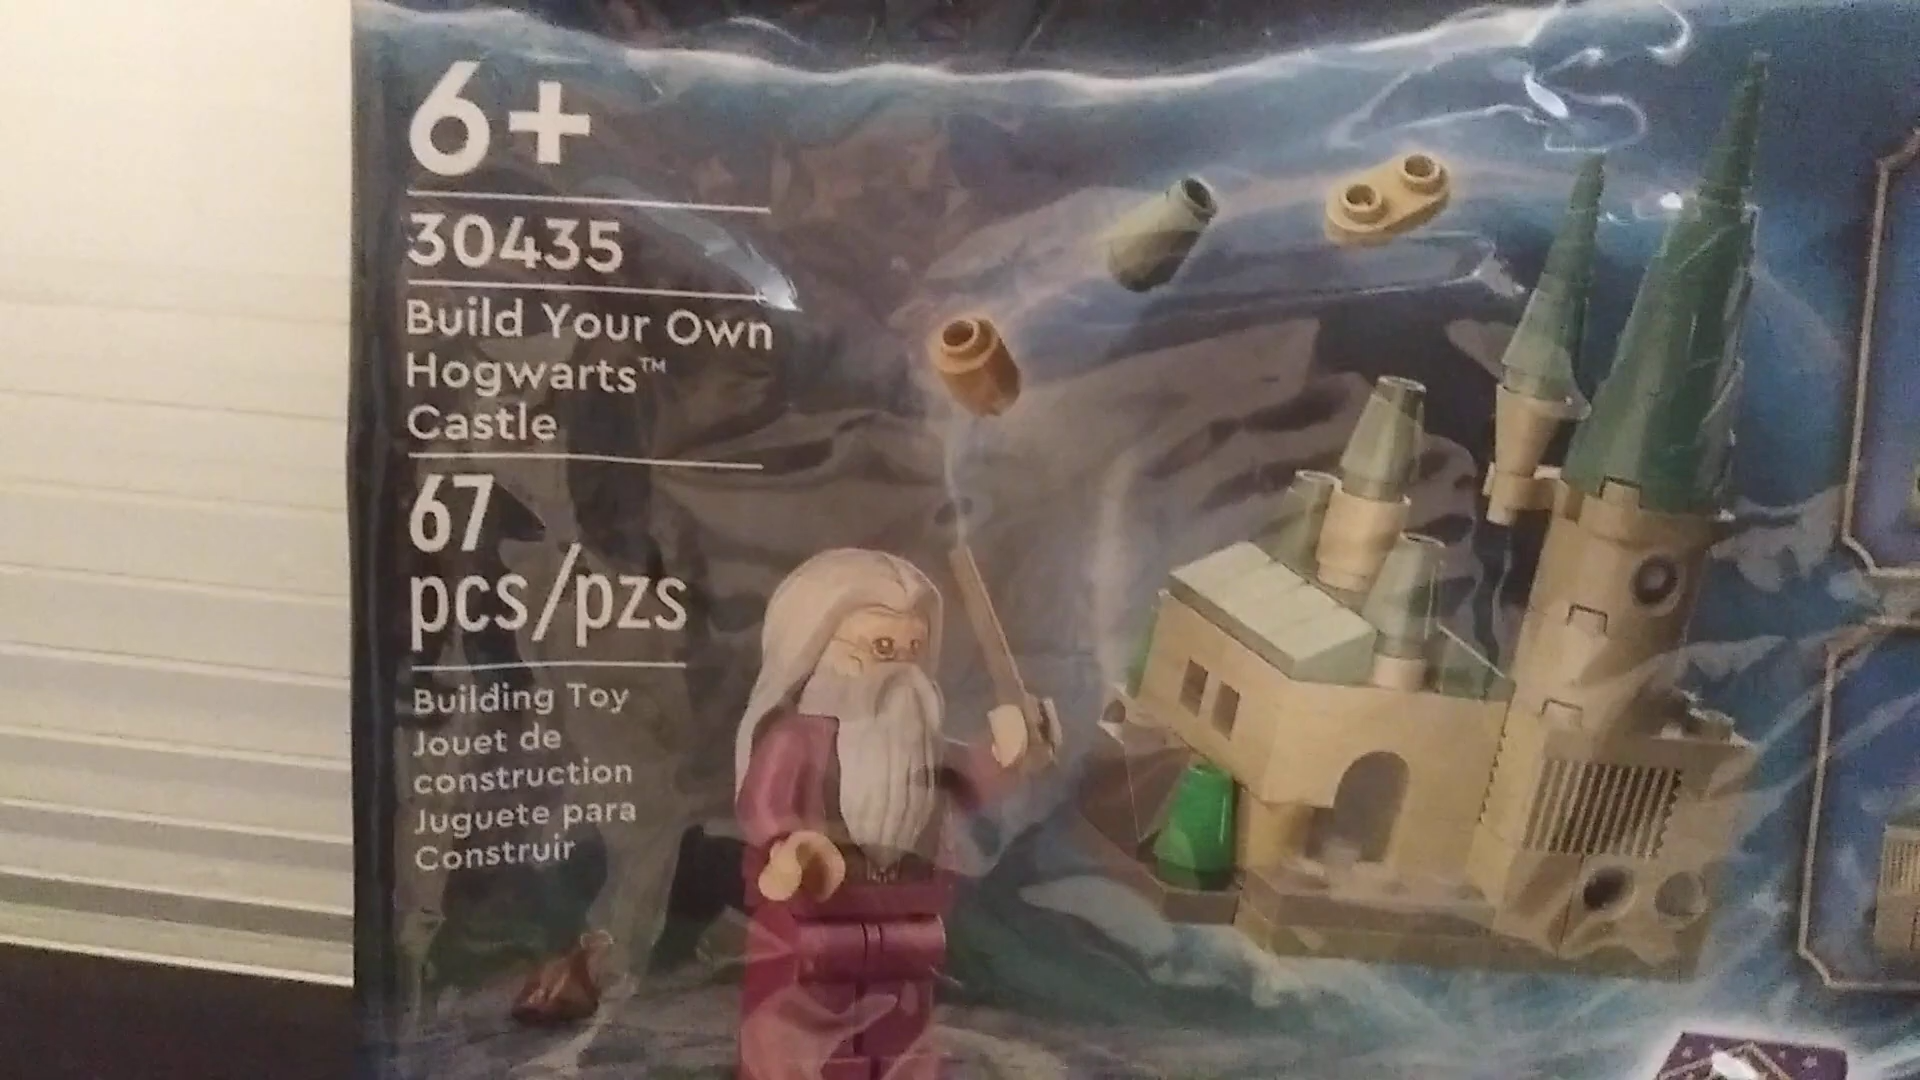 6+
30435
Build Your Own
Hogwarts™
Castle
67
pcs/pzs
Building Toy
Jouet de
construction
Juguete para
Construir